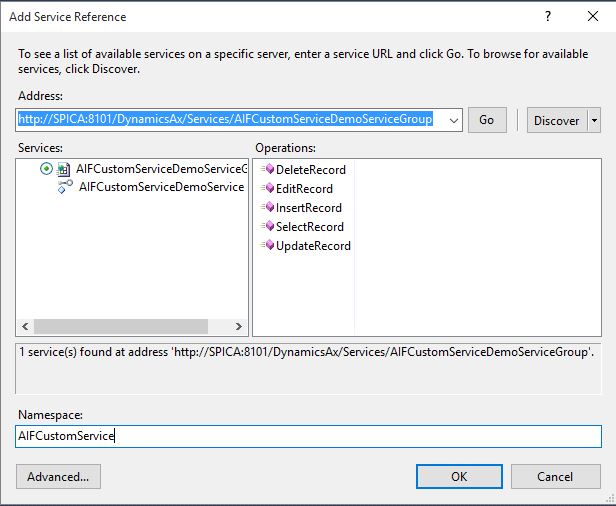 Add Service Reference
? X
To see a list of available services on a specific server, enter a service URL and click Go. To browse for available
services, click Discover.
Address:
http://SPICA:8101/DynamicsAx/Services/AIFCustomServiceDemoServiceGroup
Go
Discover
Services:
Operations:
AIFCustomServiceDemoServiceG
AIFCustomServiceDemoService
DeleteRecord
EditRecord
InsertRecord
SelectRecord
UpdateRecord
1 service(s) found at address 'http://SPICA:8101/DynamicsAx/Services/AIFCustomServiceDemoServiceGroup'.
Namespace:
AIFCustomService
Advanced...
OK
Cancel